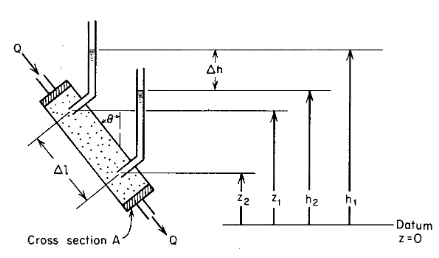 Q
Δh
θ
Δl
z₂
z₁
h₂
h₁
Cross section A
Q
Datum
z=0